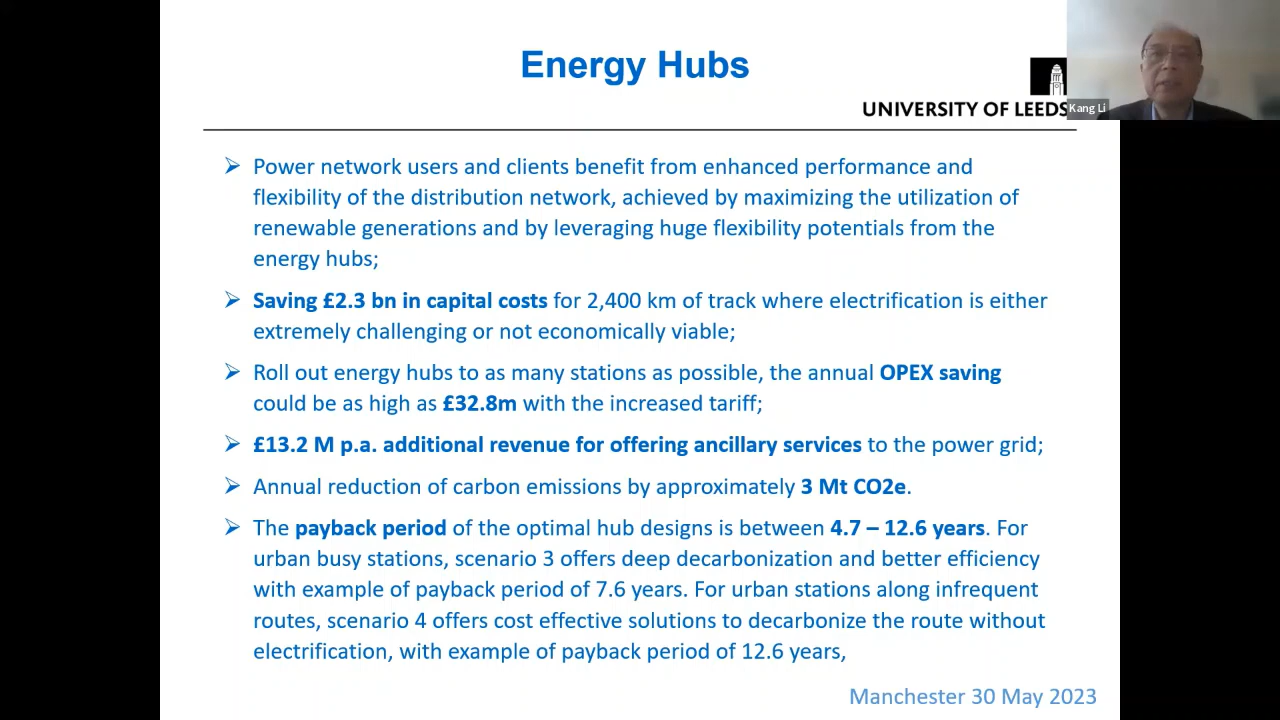 Energy Hubs
UNIVERSITY OF LEEDS
Kang Li
➢ Power network users and clients benefit from enhanced performance and
flexibility of the distribution network, achieved by maximizing the utilization of
renewable generations and by leveraging huge flexibility potentials from the
energy hubs;
➢ Saving £2.3 bn in capital costs for 2,400 km of track where electrification is either
extremely challenging or not economically viable;
➢ Roll out energy hubs to as many stations as possible, the annual OPEX saving
could be as high as £32.8m with the increased tariff;
➢ £13.2 M p.a. additional revenue for offering ancillary services to the power grid;
➢ Annual reduction of carbon emissions by approximately 3 Mt CO2e.
➢ The payback period of the optimal hub designs is between 4.7 – 12.6 years. For
urban busy stations, scenario 3 offers deep decarbonization and better efficiency
with example of payback period of 7.6 years. For urban stations along infrequent
routes, scenario 4 offers cost effective solutions to decarbonize the route without
electrification, with example of payback period of 12.6 years,
Manchester 30 May 2023